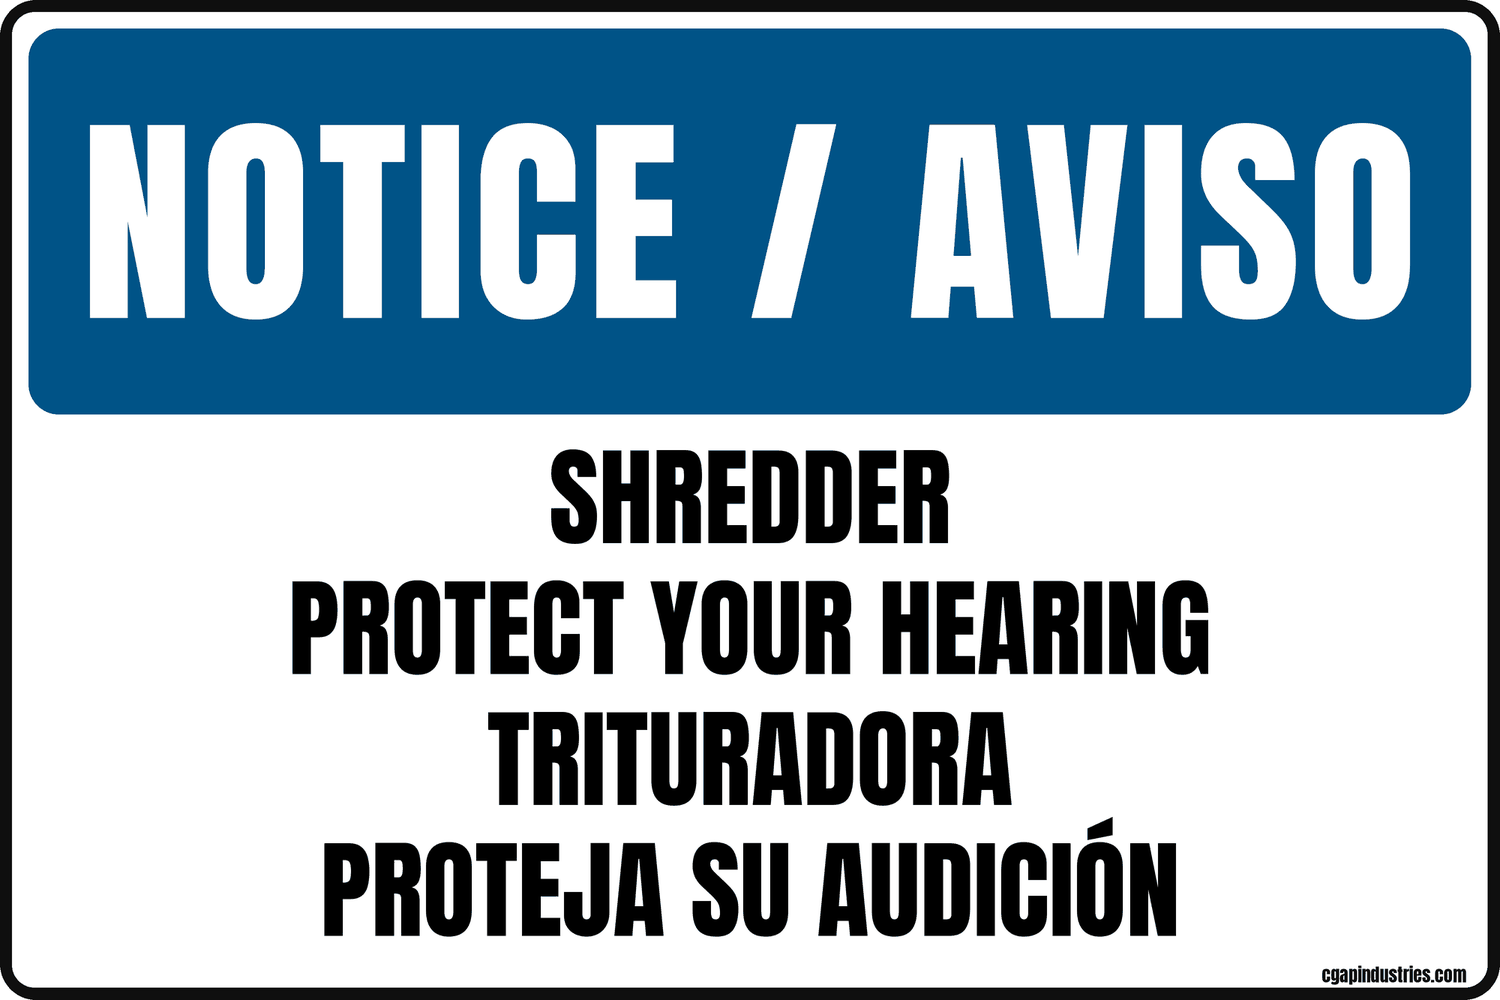 NOTICE / AVISO
SHREDDER
PROTECT YOUR HEARING
TRITURADORA
PROTEJA SU AUDICIÓN
cgapindustries.com